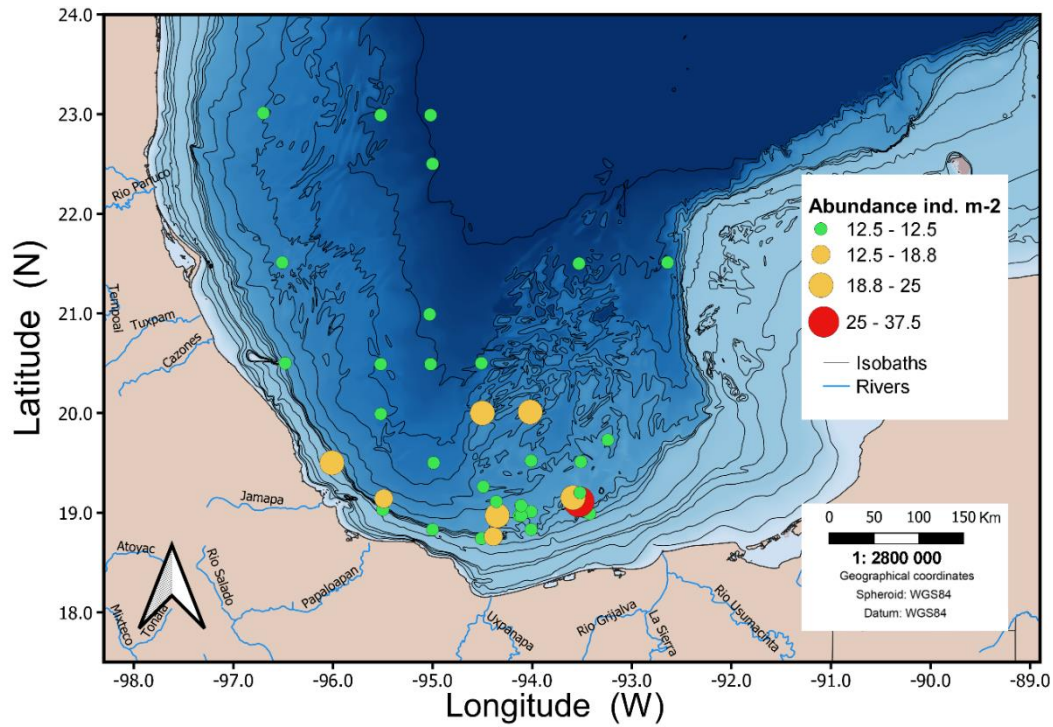 24.0
23.0
22.0
21.0
20.0
19.0
18.0
Latitude (N)
Rio Panuco
Tempoal
Tuxpam
Cazones
Jamapa
Atoyac
Rio Salado
Papaloapan
Mixteco
Tonala
Uxpanapa
Rio Grijalva
La Sierra
Rio Usumacinta
Abundance ind. m-2
12.5 - 12.5
12.5 - 18.8
18.8 - 25
25 - 37.5
Isobaths
Rivers
0 50 100 150 Km
1: 2800 000
Geographical coordinates
Spheroid: WGS84
Datum: WGS84
-98.0 -97.0 -96.0 -95.0 -94.0 -93.0 -92.0 -91.0 -90.0 -89.0
Longitude (W)